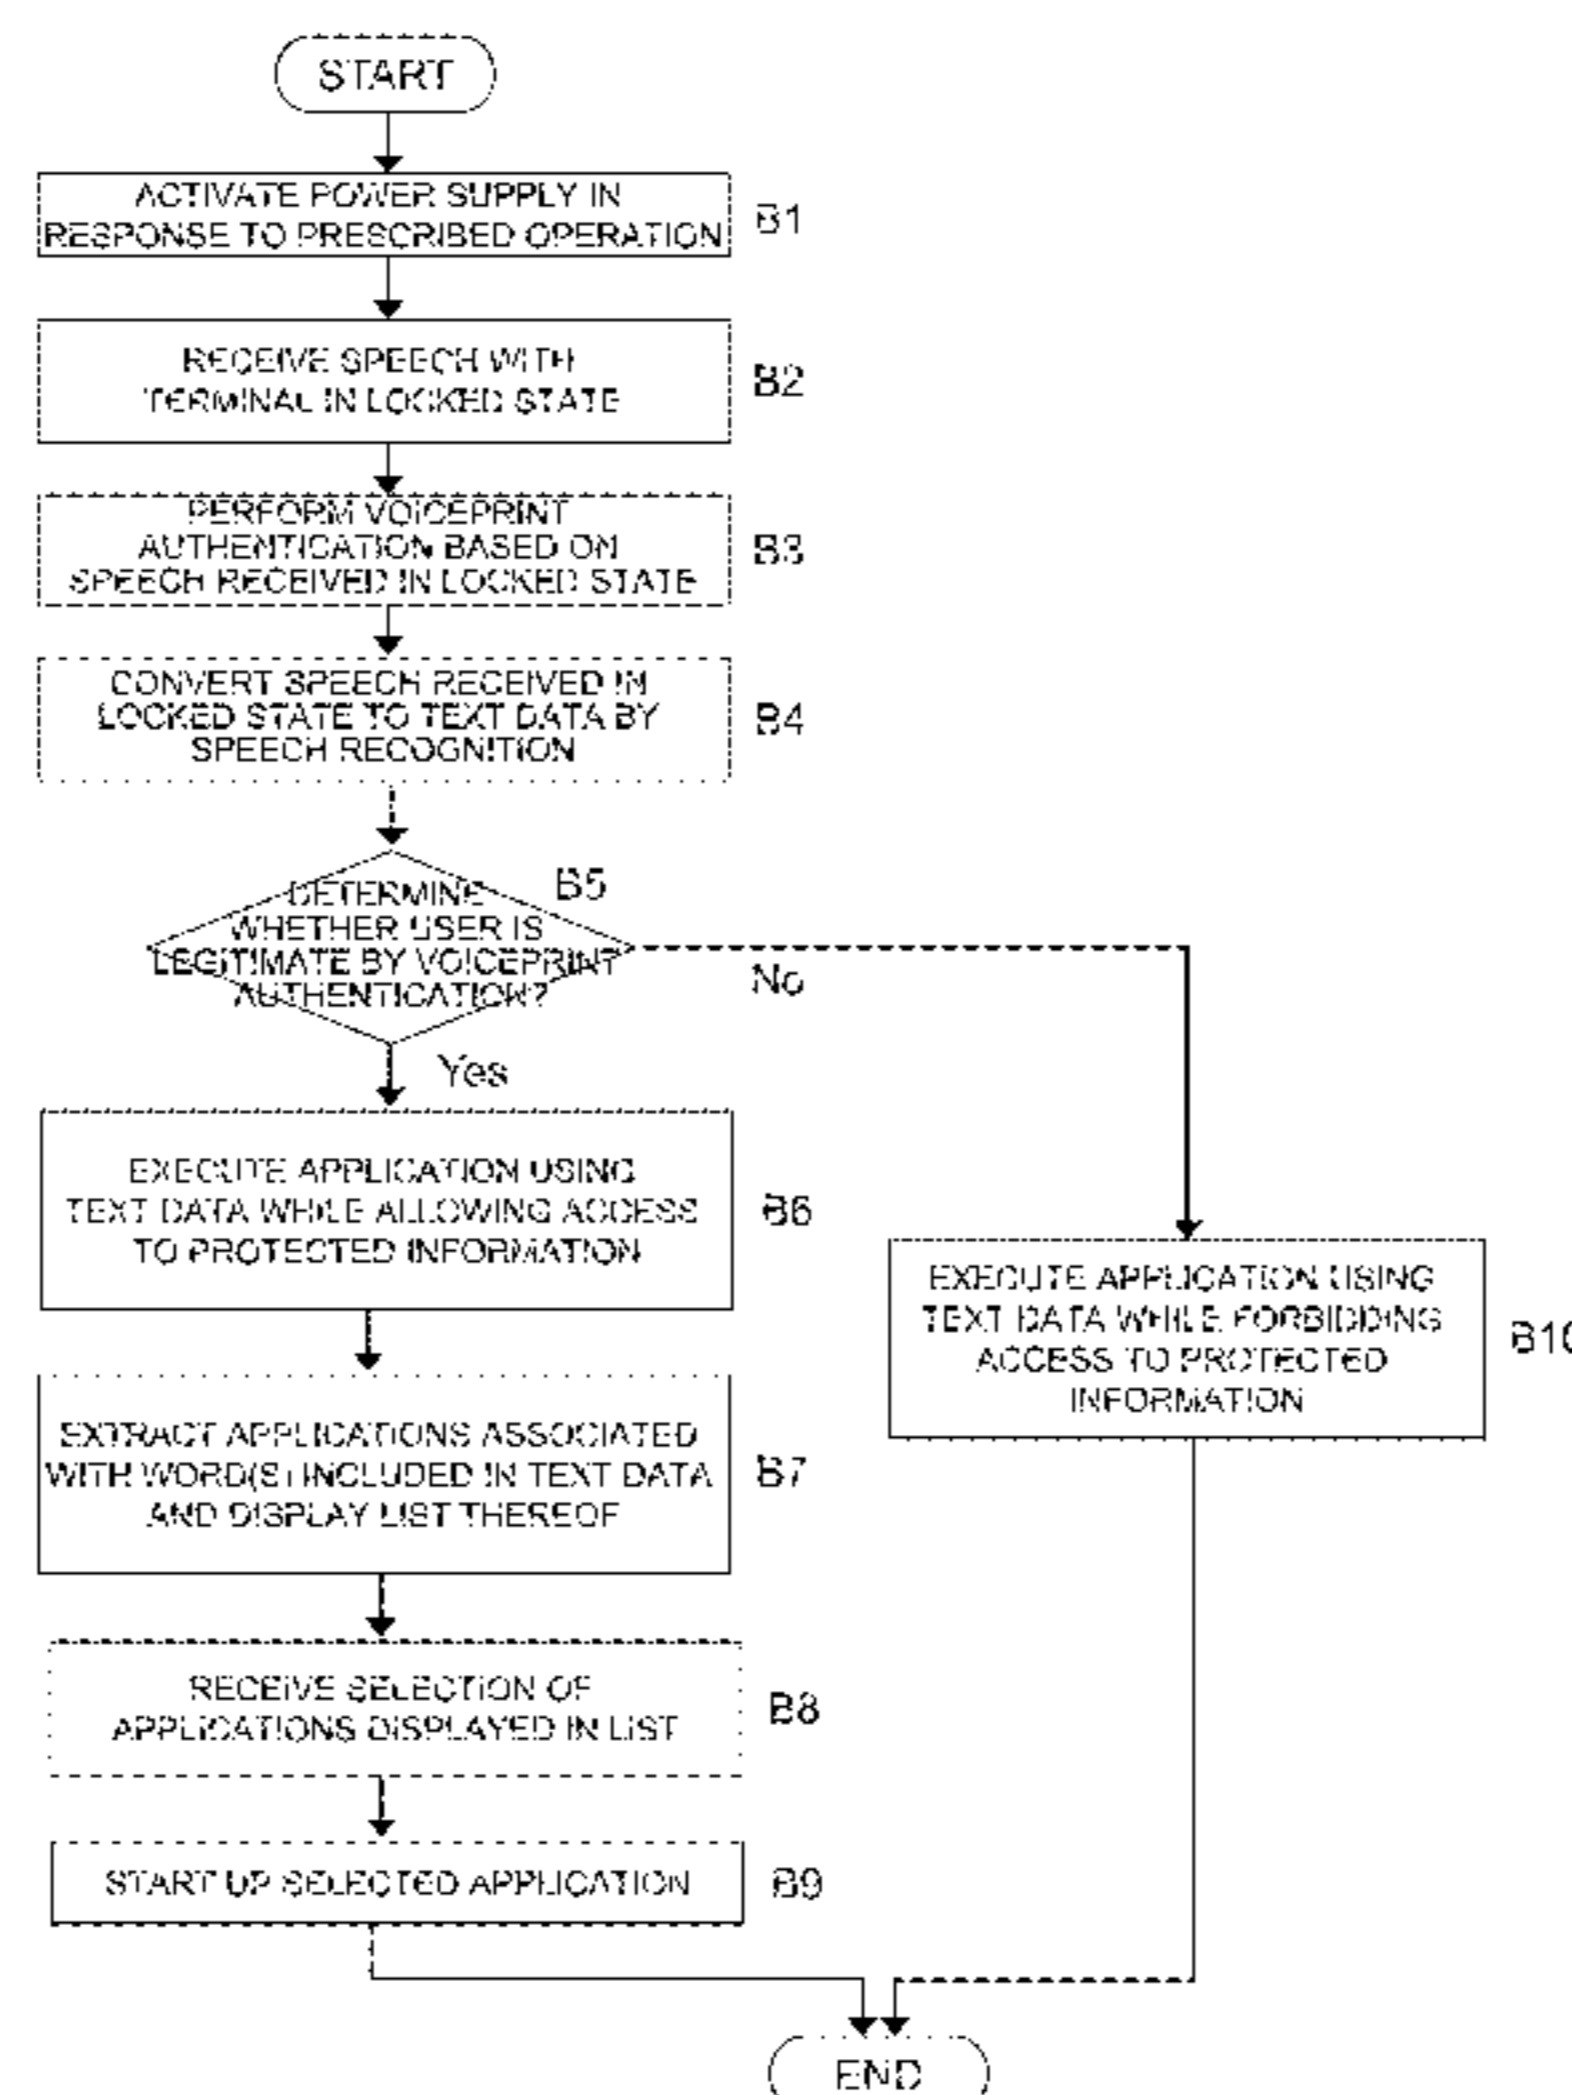 START
ACTIVATE POWER SUPPLY IN
RESPONSE TO PRESCRIBED OPERATION
B1
RECEIVE SPEECH WITH
TERMINAL IN LOCKED STATE
B2
PERFORM VOICEPRINT
AUTHENTICATION BASED ON
SPEECH RECEIVED IN LOCKED STATE
B3
CONVERT SPEECH RECEIVED IN
LOCKED STATE TO TEXT DATA BY
SPEECH RECOGNITION
B4
DETERMINE
WHETHER USER IS
LEGITIMATE BY VOICEPRINT
AUTHENTICATION?
B5
No
Yes
EXECUTE APPLICATION USING
TEXT DATA WHILE ALLOWING ACCESS
TO PROTECTED INFORMATION
B6
EXECUTE APPLICATION USING
TEXT DATA WHILE FORBIDDING
ACCESS TO PROTECTED
INFORMATION
B10
EXTRACT APPLICATIONS ASSOCIATED
WITH WORD(S) INCLUDED IN TEXT DATA
AND DISPLAY LIST THEREOF
B7
RECEIVE SELECTION OF
APPLICATIONS DISPLAYED IN LIST
B8
START UP SELECTED APPLICATION
B9
END